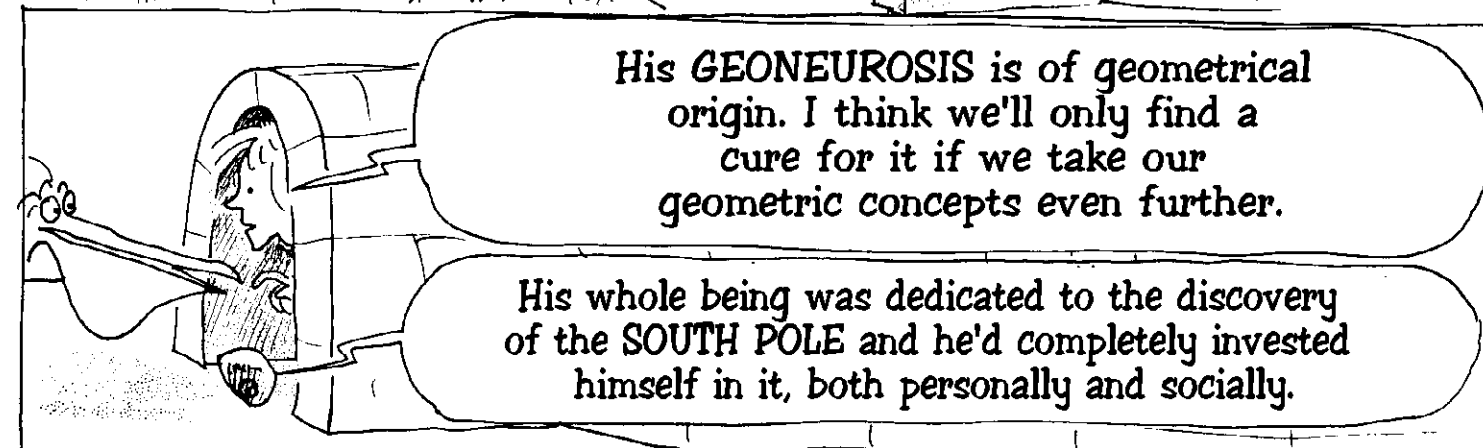 His GEONEUROSIS is of geometrical
origin. I think we'll only find a
cure for it if we take our
geometric concepts even further.
His whole being was dedicated to the discovery
of the SOUTH POLE and he'd completely invested
himself in it, both personally and socially.